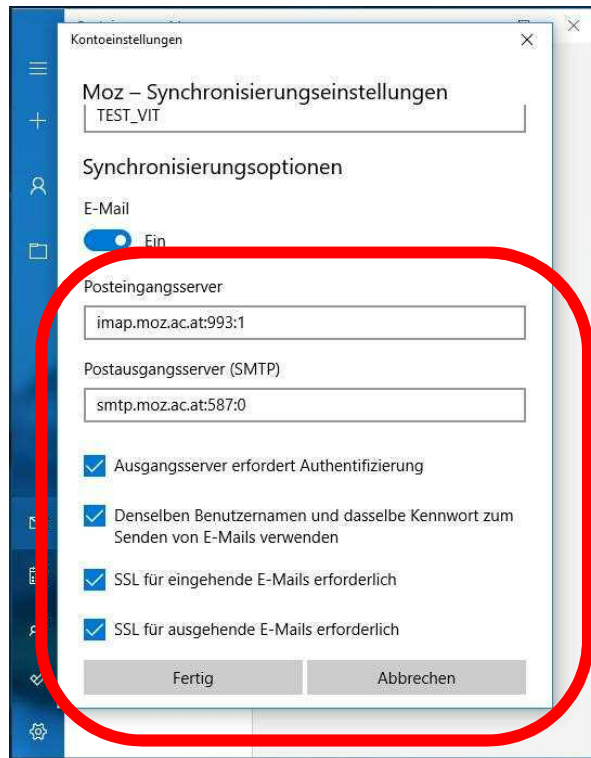 Kontoeinstellungen
Moz – Synchronisierungseinstellungen
TEST_VIT
Synchronisierungsoptionen
E-Mail
Ein
Posteingangsserver
imap.moz.ac.at:993:1
Postausgangsserver (SMTP)
smtp.moz.ac.at:587:0
Ausgangsserver erfordert Authentifizierung
Denselben Benutzernamen und dasselbe Kennwort zum
Senden von E-Mails verwenden
SSL für eingehende E-Mails erforderlich
SSL für ausgehende E-Mails erforderlich
Fertig
Abbrechen